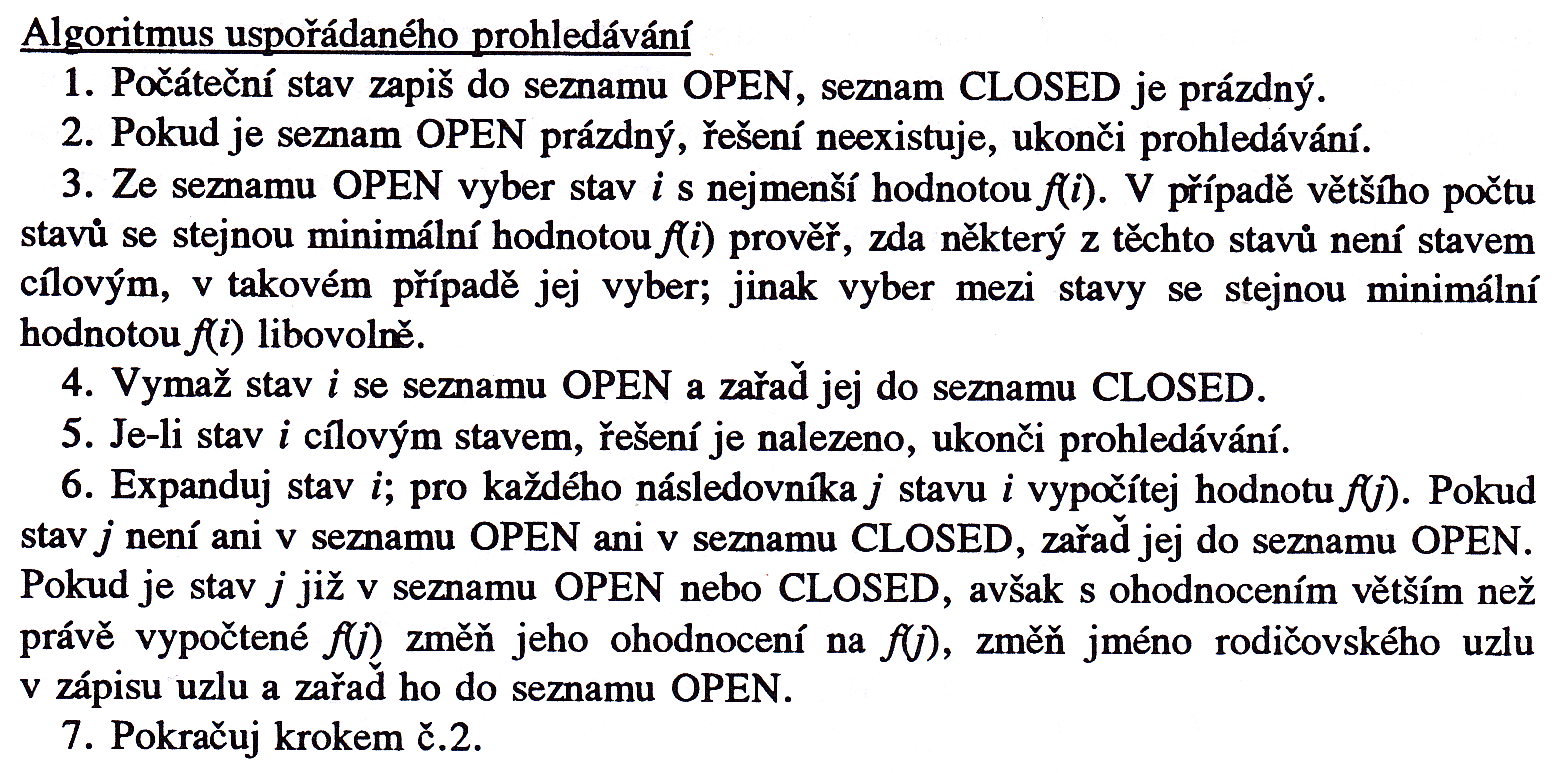 Algoritmus uspořádaného prohledávání
1. Počáteční stav zapiš do seznamu OPEN, seznam CLOSED je prázdný.
2. Pokud je seznam OPEN prázdný, řešení neexistuje, ukonči prohledávání.
3. Ze seznamu OPEN vyber stav i s nejmenší hodnotou f(i). V případě většího počtu
stavů se stejnou minimální hodnotou f(i) prověř, zda některý z těchto stavů není stavem
cílovým, v takovém případě jej vyber; jinak vyber mezi stavy se stejnou minimální
hodnotou f(i) libovolně.
4. Vymaž stav i se seznamu OPEN a zařaď jej do seznamu CLOSED.
5. Je-li stav i cílovým stavem, řešení je nalezeno, ukonči prohledávání.
6. Expanduj stav i; pro každého následovníka j stavu i vypočítej hodnotu f(j). Pokud
stav j není ani v seznamu OPEN ani v seznamu CLOSED, zařaď jej do seznamu OPEN.
Pokud je stav j již v seznamu OPEN nebo CLOSED, avšak s ohodnocením větším než
právě vypočtené f(j) změň jeho ohodnocení na f(j), změň jméno rodičovského uzlu
v zápisu uzlu a zařaď ho do seznamu OPEN.
7. Pokračuj krokem č.2.